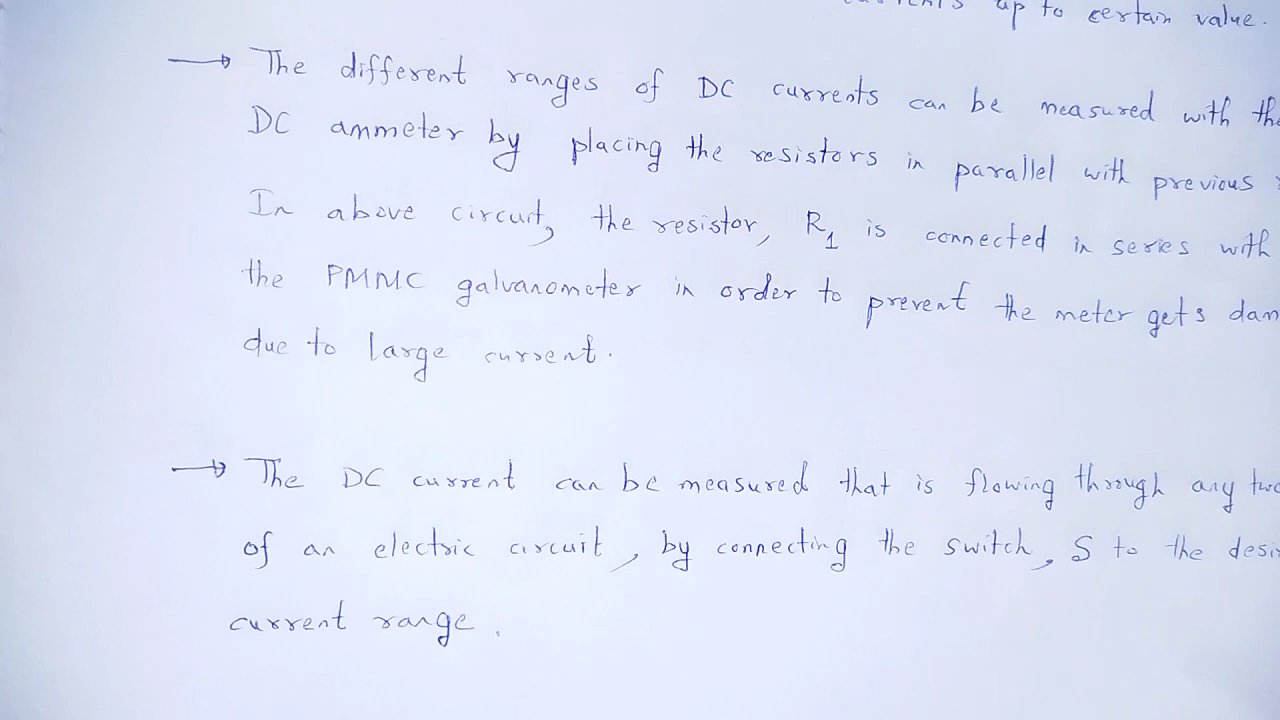 up to certain value.
→ The different ranges of DC currents can be measured with the
DC ammeter by placing the resistors in parallel with previous
In above circuit, the resistor, R1 is connected in series with
the PMMC galvanometer in order to prevent the meter gets dam
due to large current.
→ The DC current can be measured that is flowing through any two
of an electric circuit, by connecting the switch, S to the desi
current range.